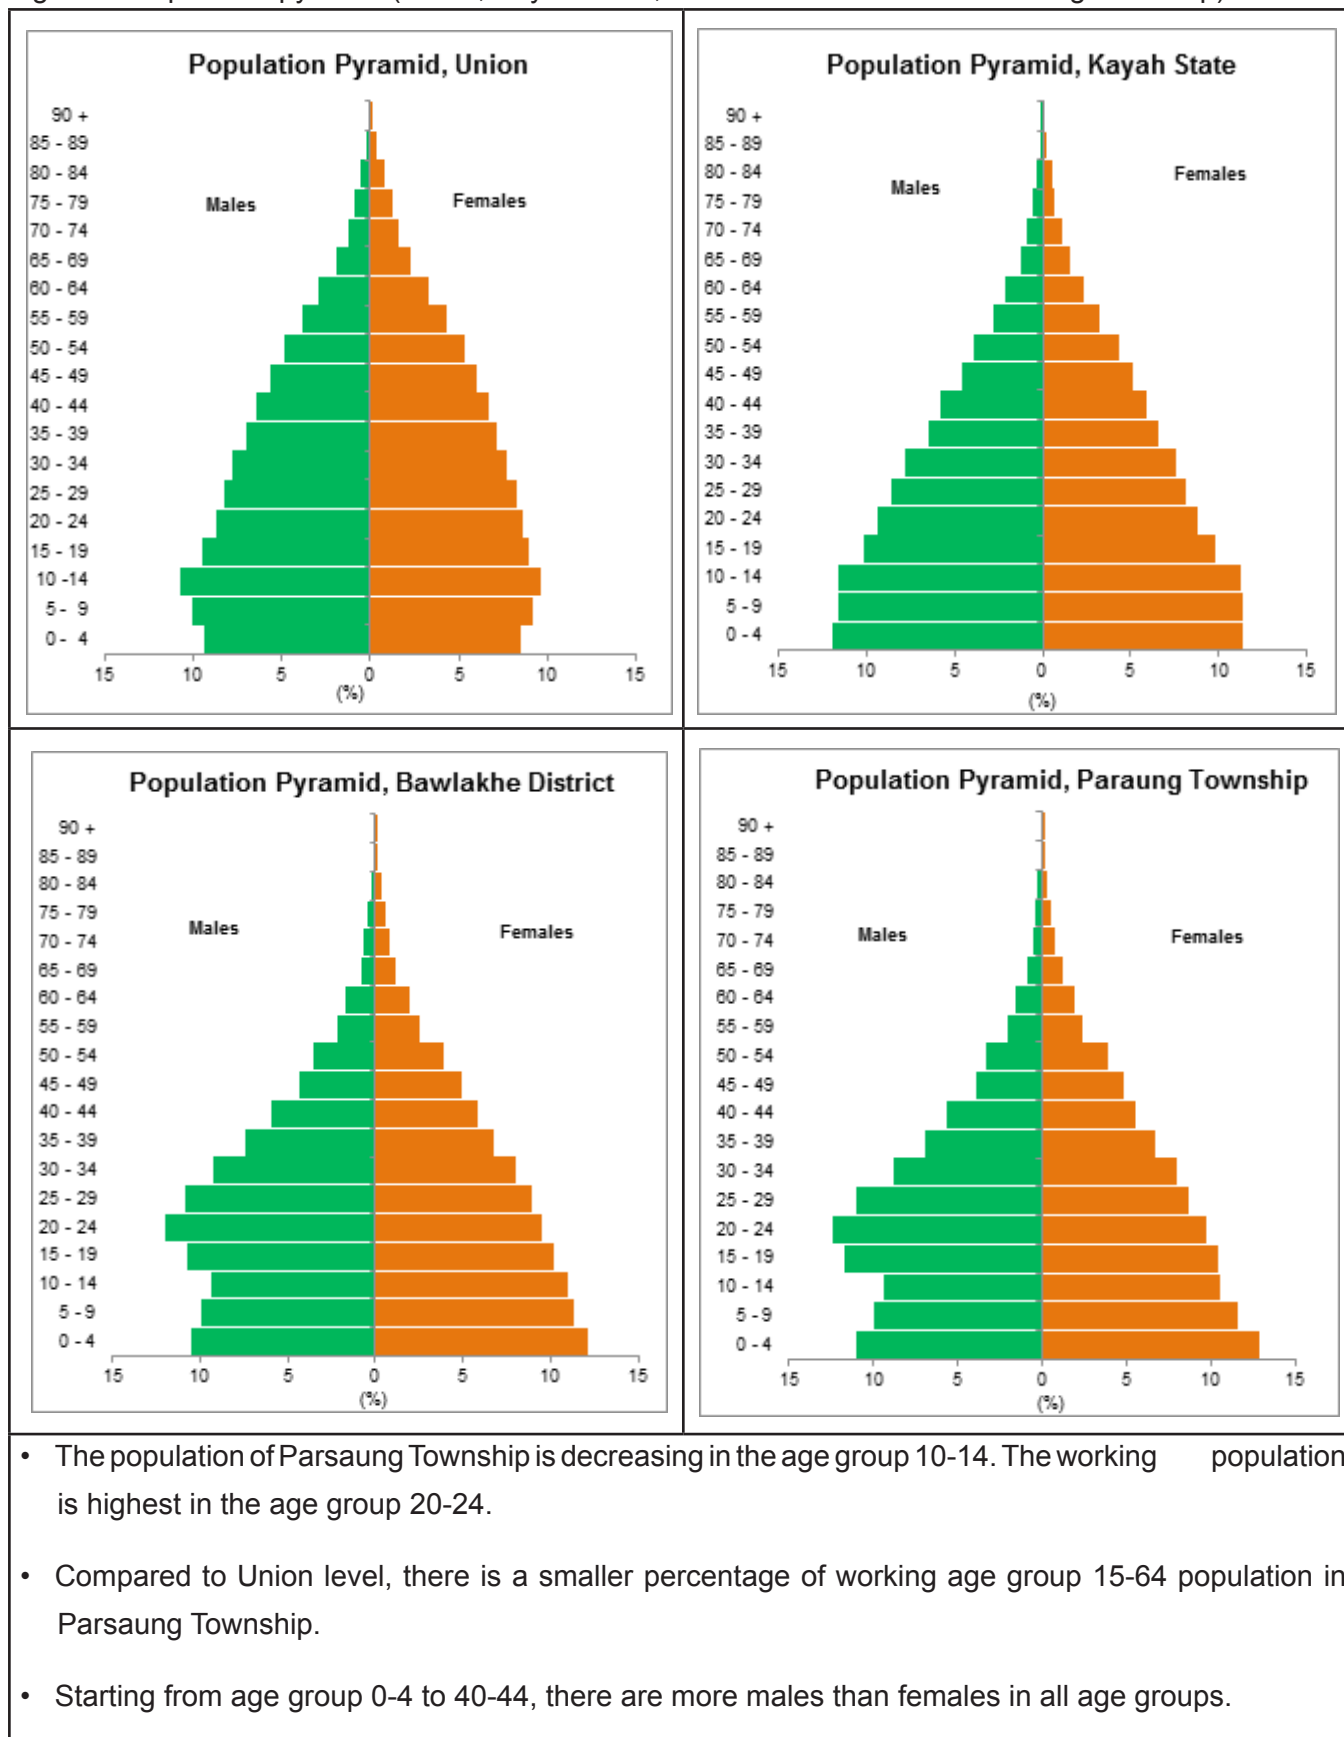 Population Pyramid, Union
90 +
85 - 89
80 - 84
75 - 79
70 - 74
65 - 69
60 - 64
55 - 59
50 - 54
45 - 49
40 - 44
35 - 39
30 - 34
25 - 29
20 - 24
15 - 19
10 -14
5 - 9
0 - 4
Males
Females
15 10 5 0 5 10 15
(%)
Population Pyramid, Kayah State
90 +
85 - 89
80 - 84
75 - 79
70 - 74
65 - 69
60 - 64
55 - 59
50 - 54
45 - 49
40 - 44
35 - 39
30 - 34
25 - 29
20 - 24
15 - 19
10 - 14
5 - 9
0 - 4
Males
Females
15 10 5 0 5 10 15
(%)
Population Pyramid, Bawlakhe District
90 +
85 - 89
80 - 84
75 - 79
70 - 74
65 - 69
60 - 64
55 - 59
50 - 54
45 - 49
40 - 44
35 - 39
30 - 34
25 - 29
20 - 24
15 - 19
10 - 14
5 - 9
0 - 4
Males
Females
15 10 5 0 5 10 15
(%)
Population Pyramid, Paraung Township
90 +
85 - 89
80 - 84
75 - 79
70 - 74
65 - 69
60 - 64
55 - 59
50 - 54
45 - 49
40 - 44
35 - 39
30 - 34
25 - 29
20 - 24
15 - 19
10 - 14
5 - 9
0 - 4
Males
Females
15 10 5 0 5 10 15
(%)
• The population of Parsaung Township is decreasing in the age group 10-14. The working population
is highest in the age group 20-24.
• Compared to Union level, there is a smaller percentage of working age group 15-64 population in
Parsaung Township.
• Starting from age group 0-4 to 40-44, there are more males than females in all age groups.